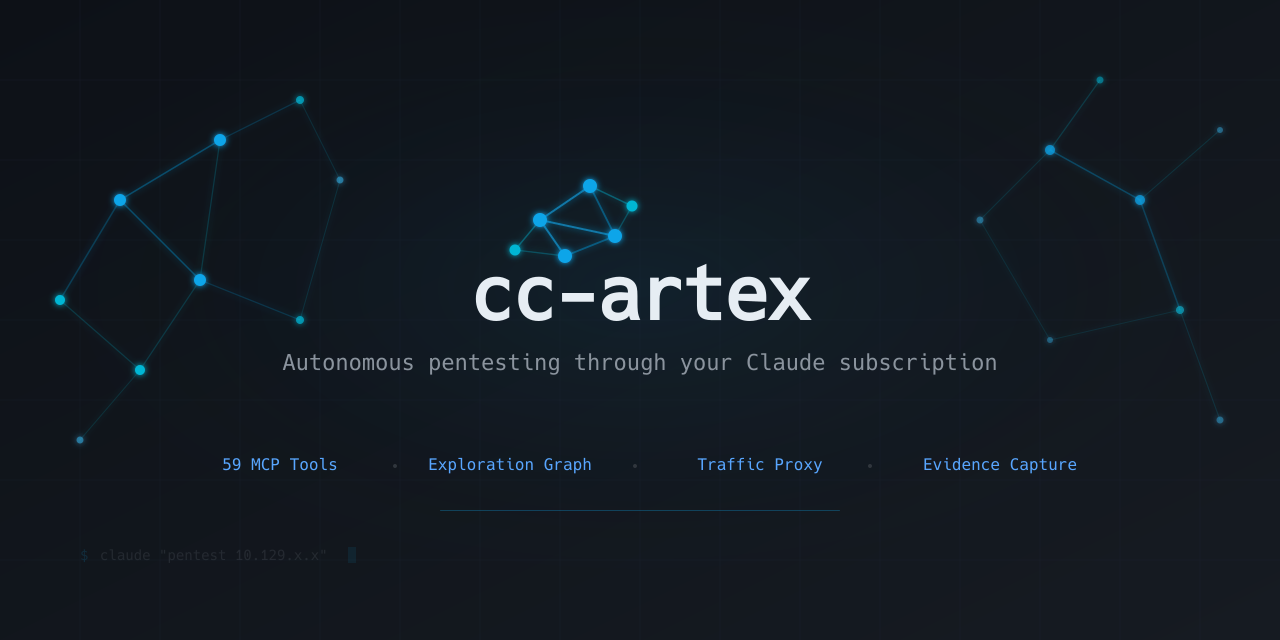 cc-artex
Autonomous pentesting through your Claude subscription
59 MCP Tools • Exploration Graph • Traffic Proxy • Evidence Capture
$ claude "pentest 10.129.x.x"